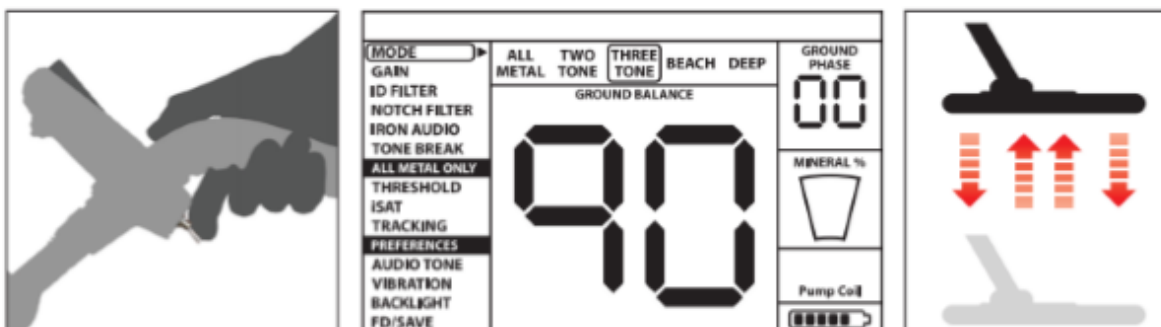 MODE
GAIN
ID FILTER
NOTCH FILTER
IRON AUDIO
TONE BREAK
ALL METAL ONLY
THRESHOLD
iSAT
TRACKING
PREFERENCES
AUDIO TONE
VIBRATION
BACKLIGHT
FD/SAVE
ALL METAL
TWO TONE
THREE TONE
BEACH
DEEP
GROUND BALANCE
90
GROUND PHASE
00
MINERAL %
Pump Coil